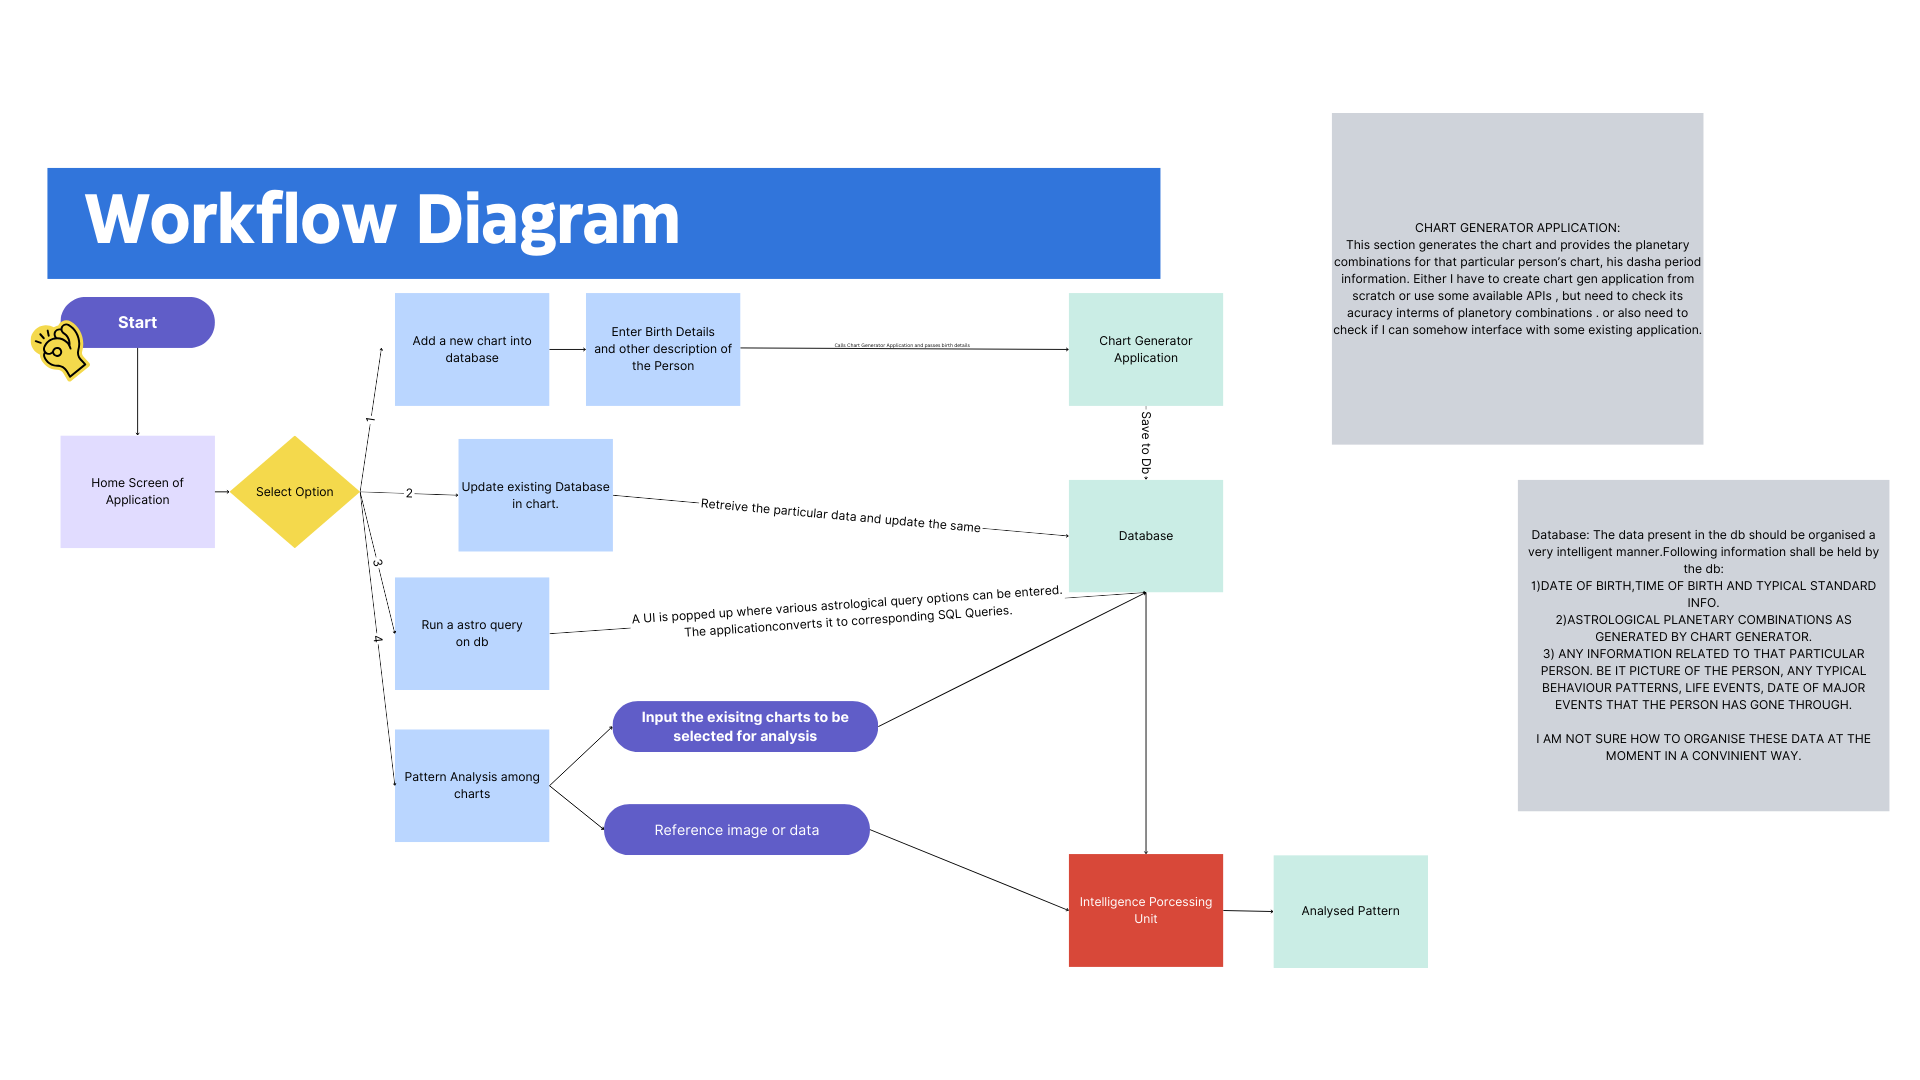 Workflow Diagram
Start
Home Screen of
Application
Select Option
1
2
3
4
Add a new chart into
database
Enter Birth Details
and other description of
the Person
Calls Chart Generator Application and passes birth details
Chart Generator
Application
Save to Db
Update existing Database
in chart.
Retreive the particular data and update the same
Database
Run a astro query
on db
A UI is popped up where various astrological query options can be entered.
The applicationconverts it to corresponding SQL Queries.
Pattern Analysis among
charts
Input the exisitng charts to be
selected for analysis
Reference image or data
Intelligence Porcessing
Unit
Analysed Pattern
CHART GENERATOR APPLICATION:
This section generates the chart and provides the planetary
combinations for that particular person's chart, his dasha period
information. Either I have to create chart gen application from
scratch or use some available APIs , but need to check its
acuracy interms of planetary combinations . or also need to
check if I can somehow interface with some existing application.
Database: The data present in the db should be organised a
very intelligent manner.Following information shall be held by
the db:
1)DATE OF BIRTH,TIME OF BIRTH AND TYPICAL STANDARD
INFO.
2)ASTROLOGICAL PLANETARY COMBINATIONS AS
GENERATED BY CHART GENERATOR.
3) ANY INFORMATION RELATED TO THAT PARTICULAR
PERSON. BE IT PICTURE OF THE PERSON, ANY TYPICAL
BEHAVIOUR PATTERNS, LIFE EVENTS, DATE OF MAJOR
EVENTS THAT THE PERSON HAS GONE THROUGH.
I AM NOT SURE HOW TO ORGANISE THESE DATA AT THE
MOMENT IN A CONVINIENT WAY.